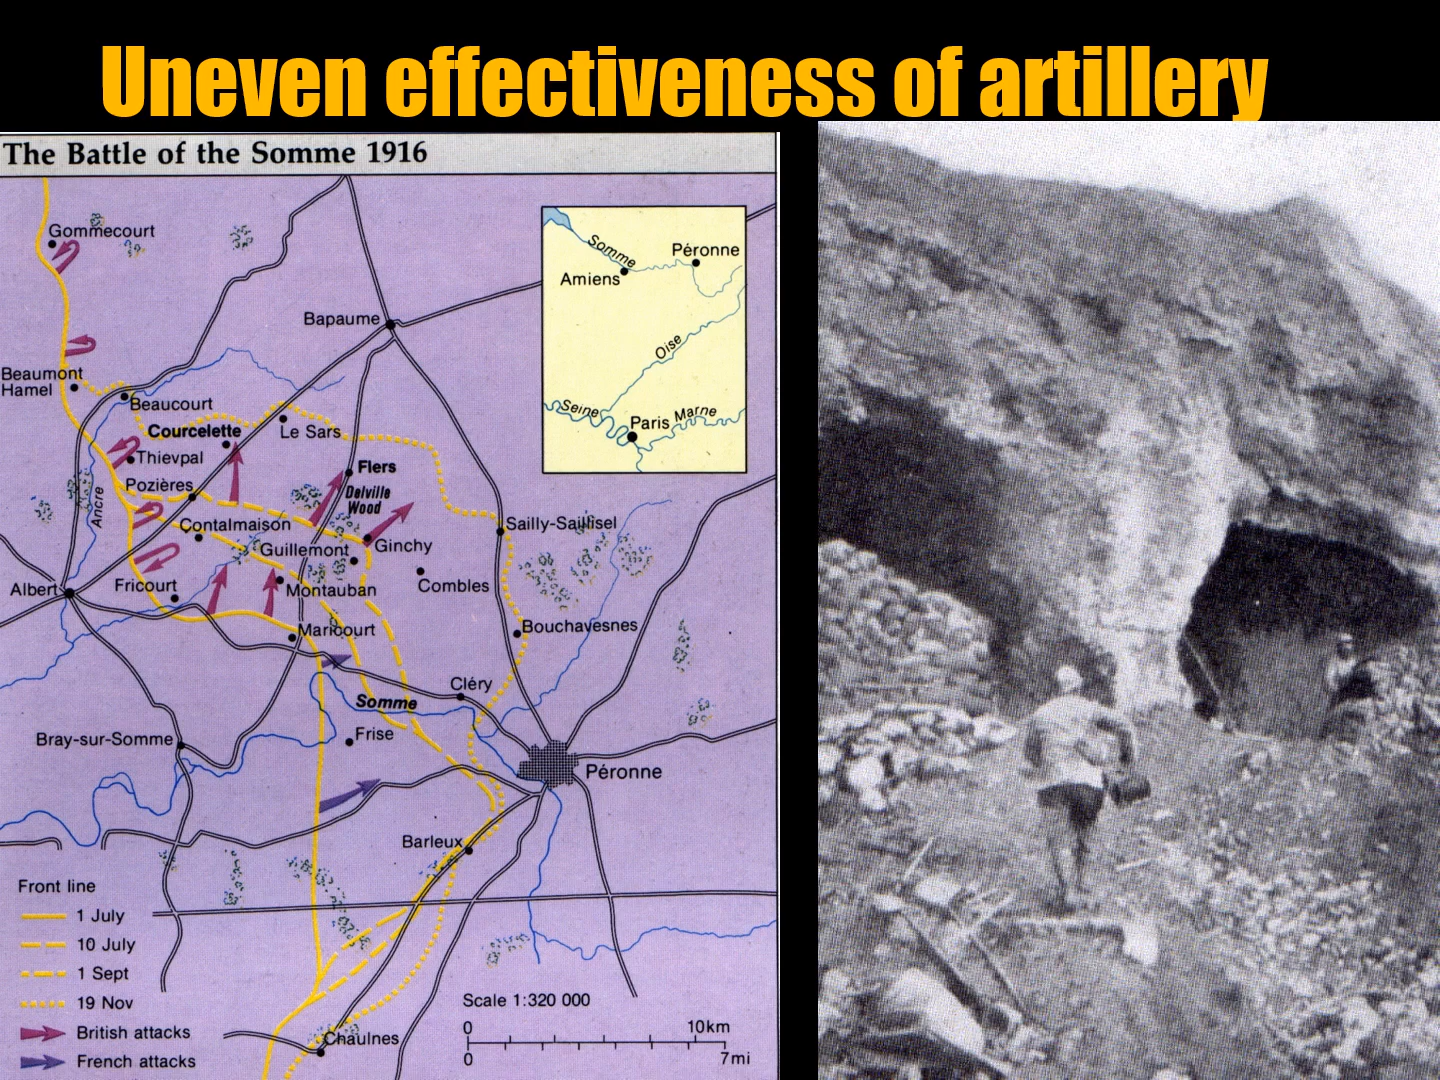 Uneven effectiveness of artillery
The Battle of the Somme 1916
Gommecourt
Bapaume
Beaumont
Hamel
Beaucourt
Courcelette
Le Sars
Thievpal
Flers
Pozières
Delville
Wood
Ancre
Contalmaison
Sailly-Saillisel
Guillemont
Ginchy
Albert
Fricourt
Montauban
Combles
Maricourt
Bouchavesnes
Cléry
Somme
Bray-sur-Somme
Frise
Péronne
Barleux
Chaulnes
Somme
Péronne
Amiens
Oise
Seine
Paris
Marne
Front line
1 July
10 July
1 Sept
19 Nov
British attacks
French attacks
Scale 1:320 000
0 10km
0 7mi